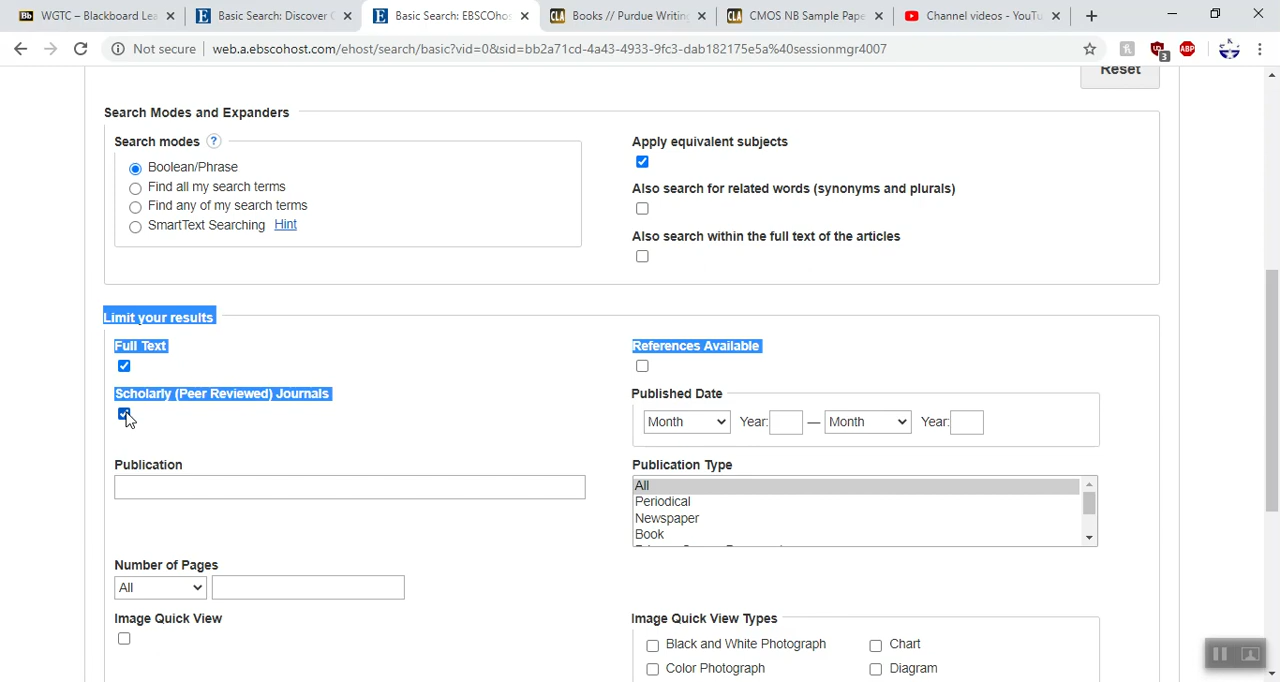 WGTC – Blackboard Lea
Basic Search: Discover
Basic Search: EBSCOhos
Books // Purdue Writing
CMOS NB Sample Pape
Channel videos - YouTu
Not secure
web.a.ebscohost.com/ehost/search/basic?vid=0&sid=bb2a71cd-4a43-4933-9fc3-dab182175e5a%40sessionmgr4007
3
ABP
Reset
Search Modes and Expanders
Search modes ?
Boolean/Phrase
Find all my search terms
Find any of my search terms
SmartText Searching Hint
Apply equivalent subjects
Also search for related words (synonyms and plurals)
Also search within the full text of the articles
Limit your results
Full Text
References Available
Scholarly (Peer Reviewed) Journals
Published Date
Month Year: — Month Year:
Publication
Publication Type
All
Periodical
Newspaper
Book
Number of Pages
All
Image Quick View
Image Quick View Types
Black and White Photograph
Chart
Color Photograph
Diagram